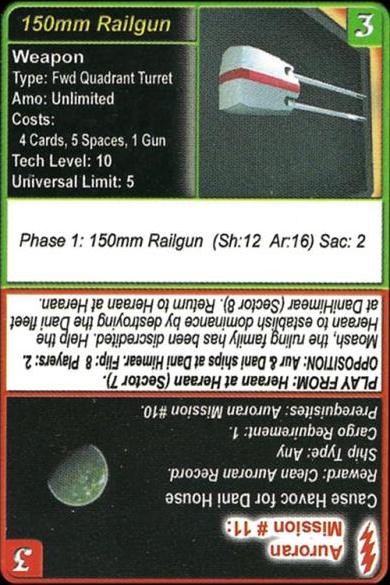 150mm Railgun
3
Weapon
Type: Fwd Quadrant Turret
Amo: Unlimited
Costs:
4 Cards, 5 Spaces, 1 Gun
Tech Level: 10
Universal Limit: 5
Phase 1: 150mm Railgun (Sh:12 Ar:16) Sac: 2
Auroran
Mission # 11:
3
Cause Havoc for Dani House
Reward: Clean Auroran Record.
Ship Type: Any
Cargo Requirement: 1.
Prerequisites: Auroran Mission #10.
PLAY FROM: Heraan at Heraan (Sector 7).
OPPOSITION: Aur & Dani ships at Dani Himear. Flip: 8 Players 2.
Moash, the ruling family has been discredited. Help the
Heraan to establish dominance by destroying the Dani fleet
at DaniHimear (Sector 8). Return to Heraan at Heraan.